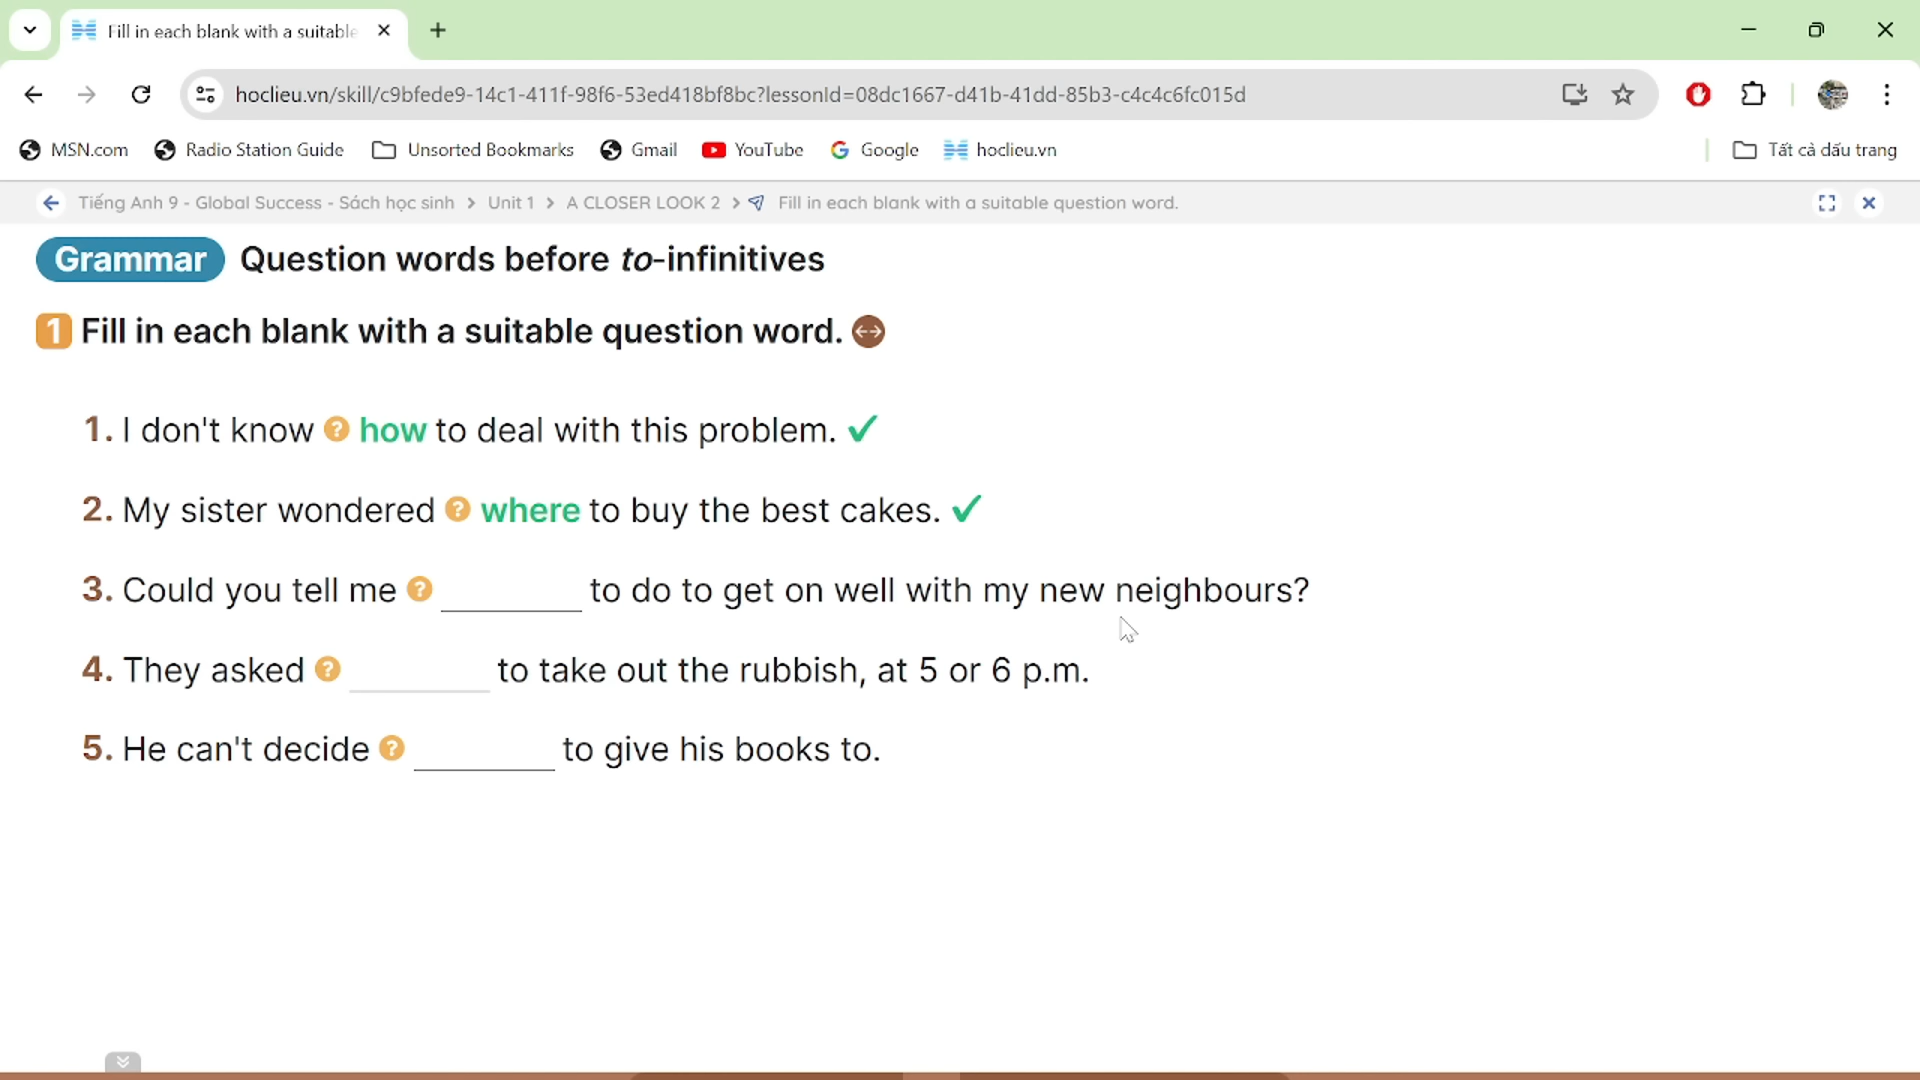 Fill in each blank with a suitable
hoclieu.vn/skill/c9bfede9-14c1-411f-98f6-53ed418bf8bc?lessonId=08dc1667-d41b-41dd-85b3-c4c4c6fc015d
MSN.com Radio Station Guide Unsorted Bookmarks Gmail YouTube Google hoclieu.vn Tất cả dấu trang
Tiếng Anh 9 - Global Success - Sách học sinh > Unit 1 > A CLOSER LOOK 2 > Fill in each blank with a suitable question word.
Grammar Question words before to-infinitives
1 Fill in each blank with a suitable question word.
1. I don't know ? how to deal with this problem. ✓
2. My sister wondered ? where to buy the best cakes. ✓
3. Could you tell me ? ________ to do to get on well with my new neighbours?
4. They asked ? ________ to take out the rubbish, at 5 or 6 p.m.
5. He can't decide ? ________ to give his books to.